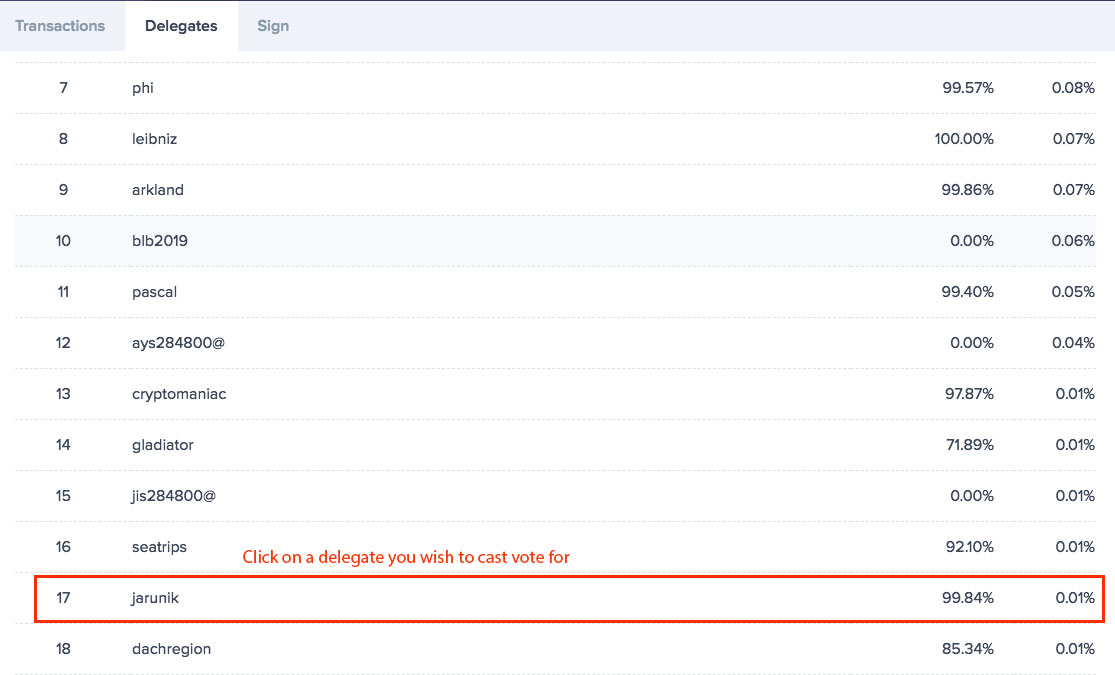 Transactions Delegates Sign
7 phi 99.57% 0.08%
8 leibniz 100.00% 0.07%
9 arkland 99.86% 0.07%
10 blb2019 0.00% 0.06%
11 pascal 99.40% 0.05%
12 ays284800@ 0.00% 0.04%
13 cryptomaniac 97.87% 0.01%
14 gladiator 71.89% 0.01%
15 jis284800@ 0.00% 0.01%
16 seatrips 92.10% 0.01%
Click on a delegate you wish to cast vote for
17 jarunik 99.84% 0.01%
18 dachregion 85.34% 0.01%